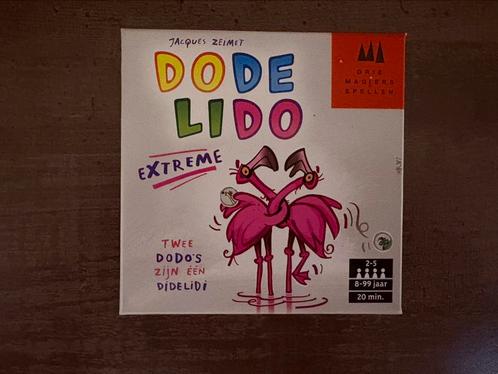 JACQUES ZEIMET
DODE
LIDO
EXTREME
DRIE
MAGIERS
SPELLEN
TWEE
DODO'S
ZIJN ÉÉN
DIDELIDI
2-5
8-99 jaar
20 min.